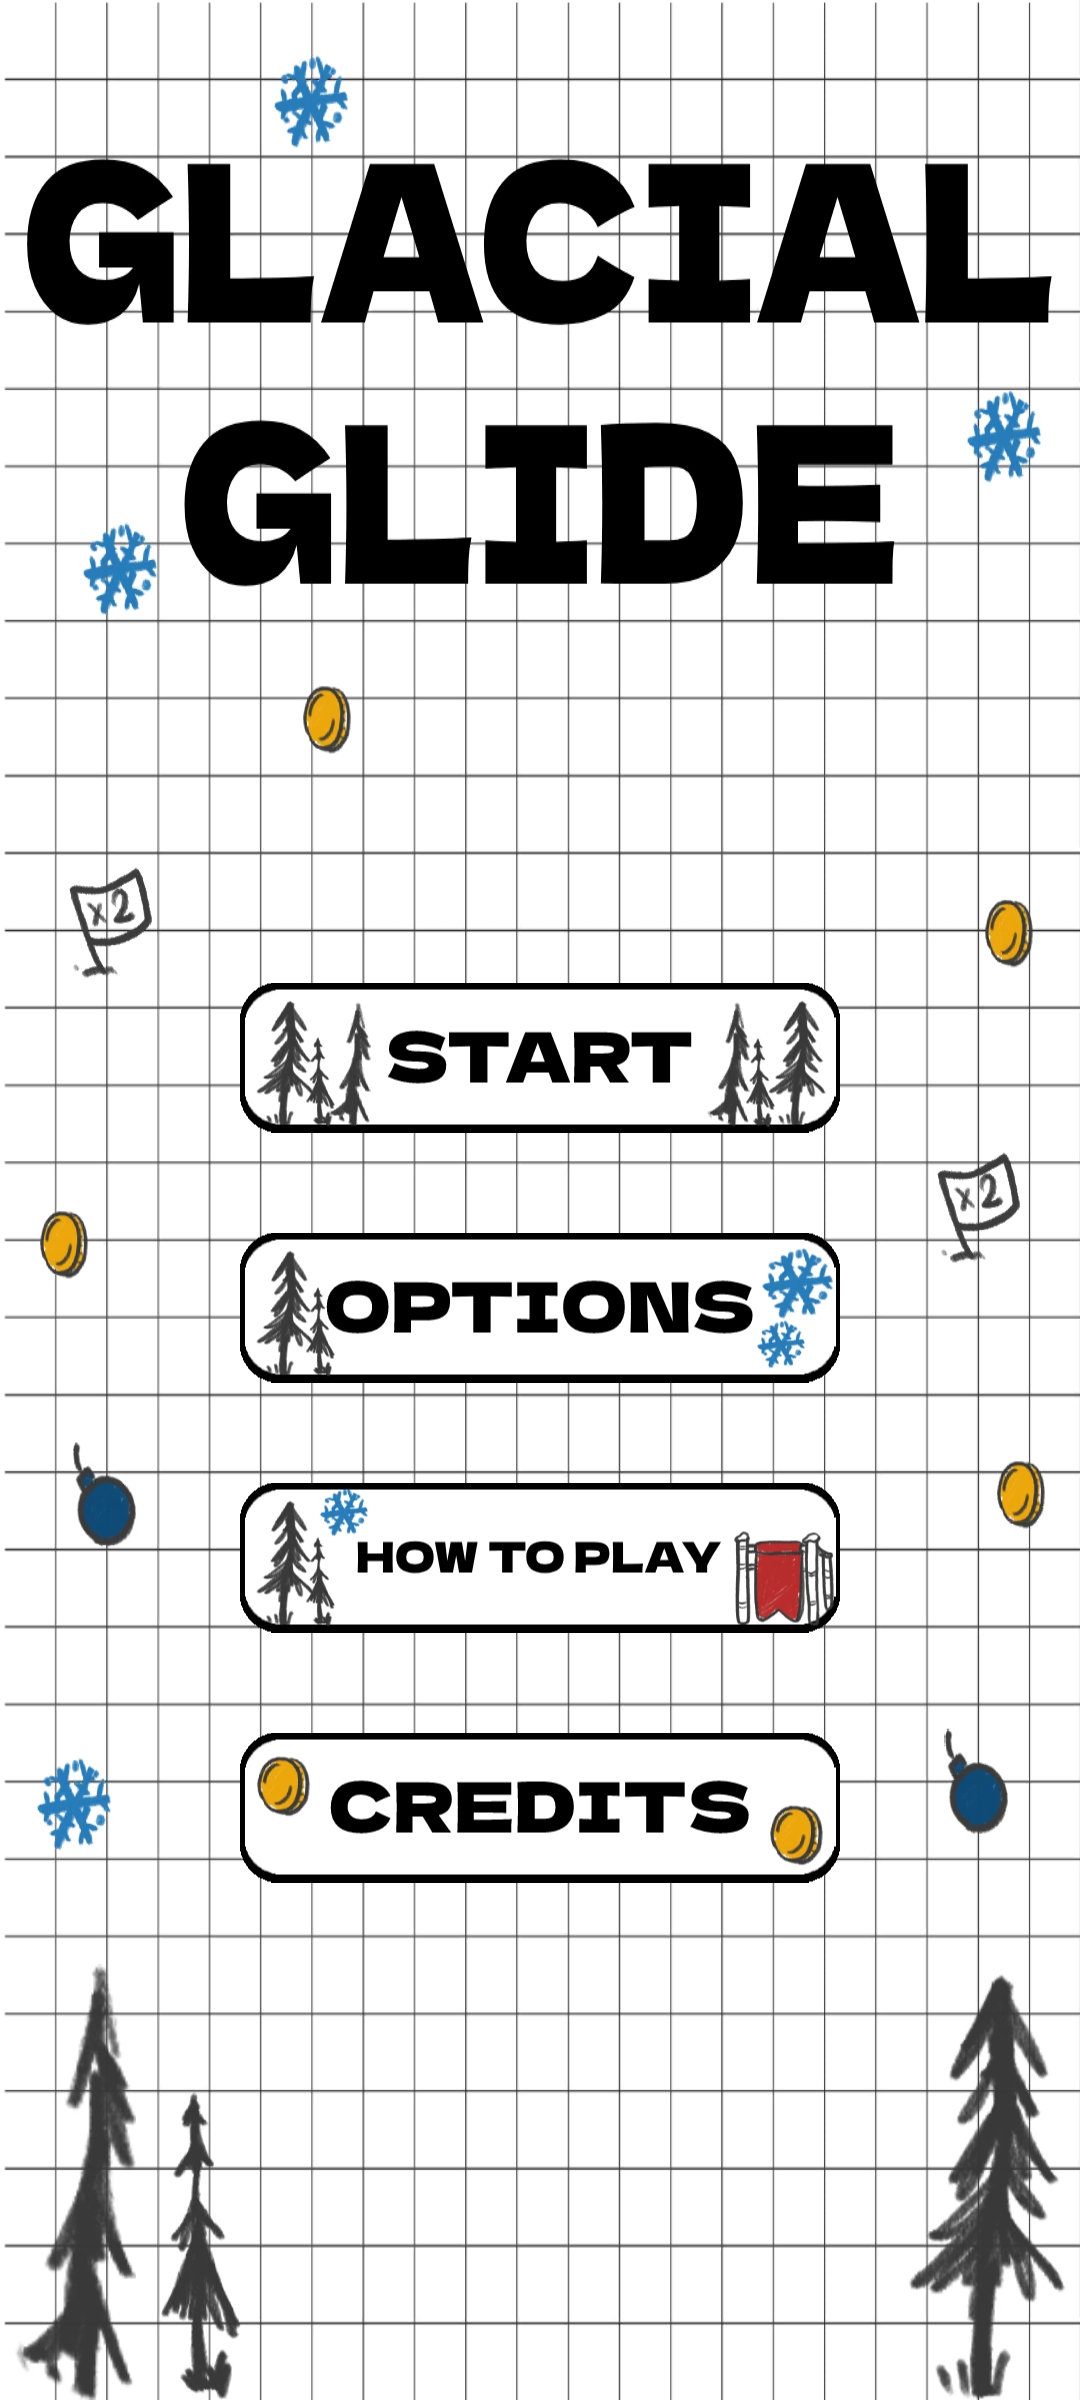 GLACIAL
GLIDE
x2
START
x2
OPTIONS
HOW TO PLAY
CREDITS